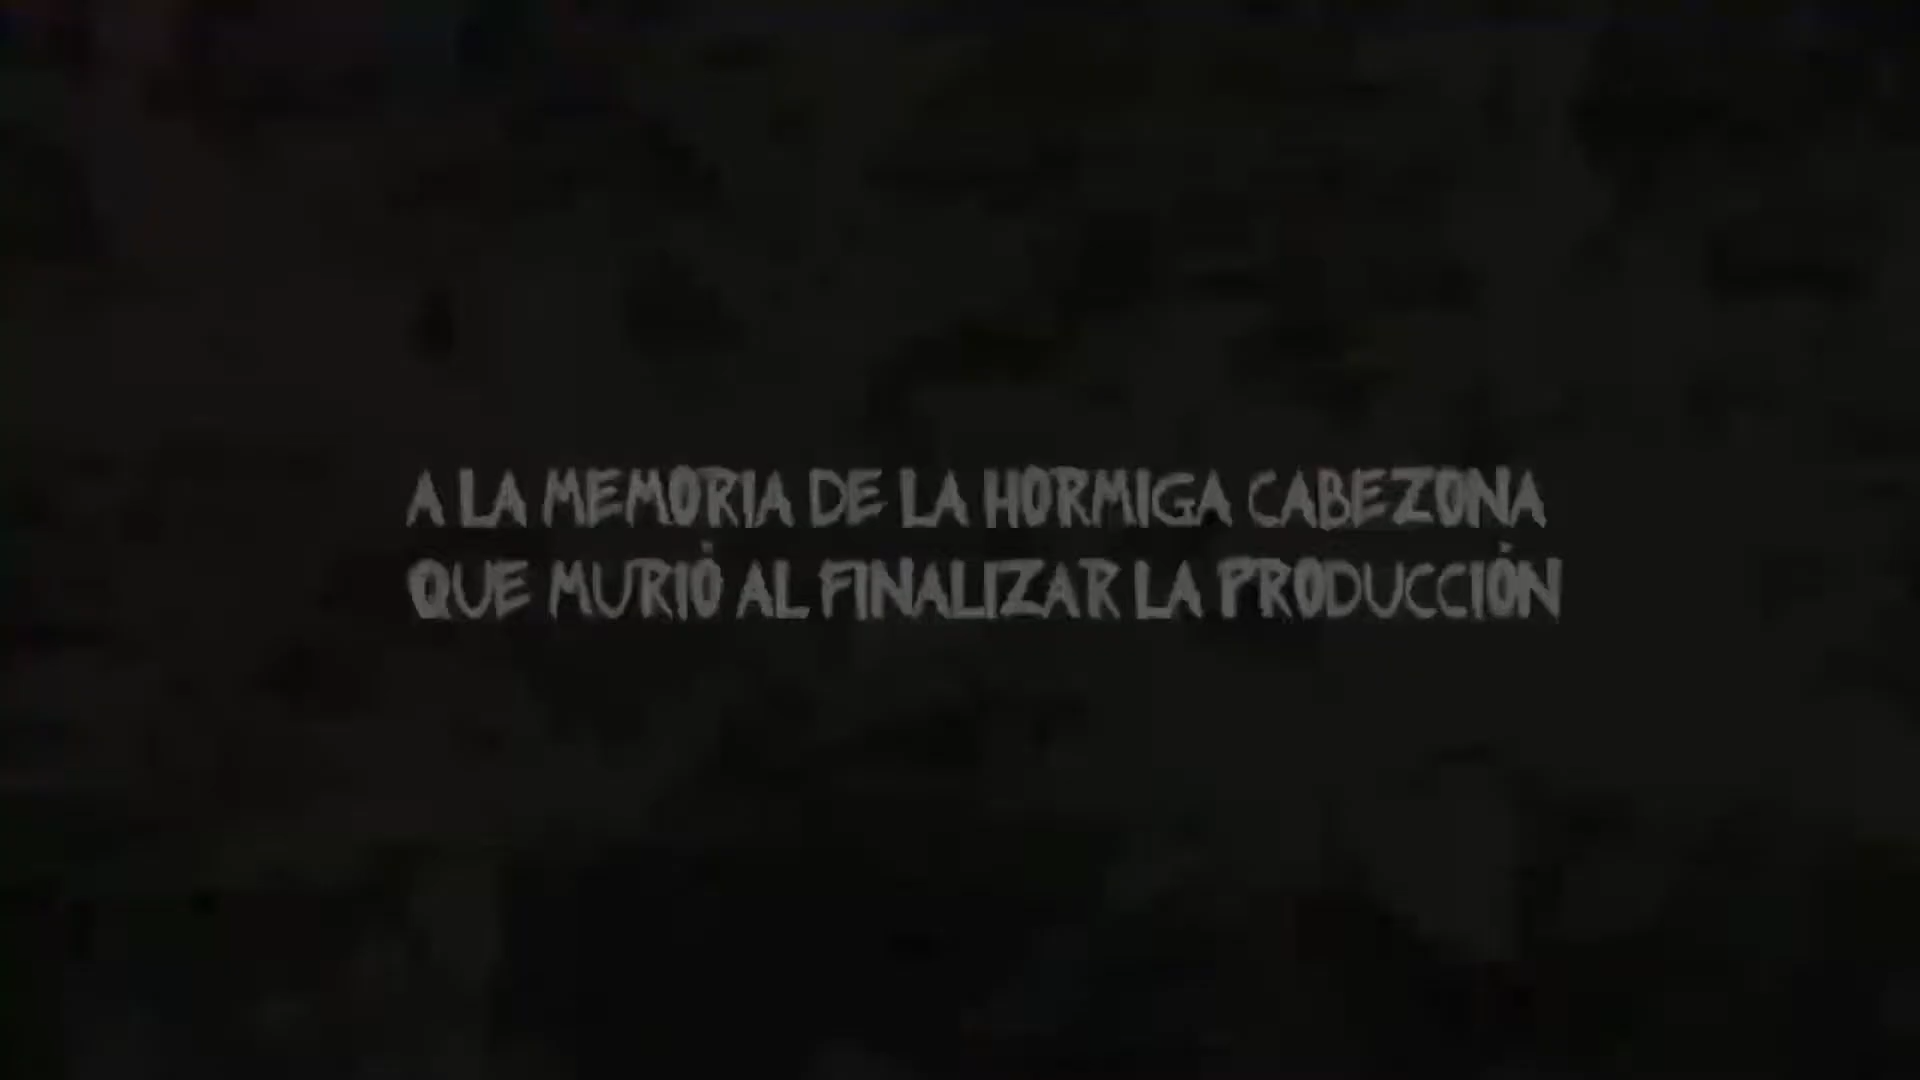 A LA MEMORIA DE LA HORMIGA CABEZONA
QUE MURIÓ AL FINALIZAR LA PRODUCCIÓN